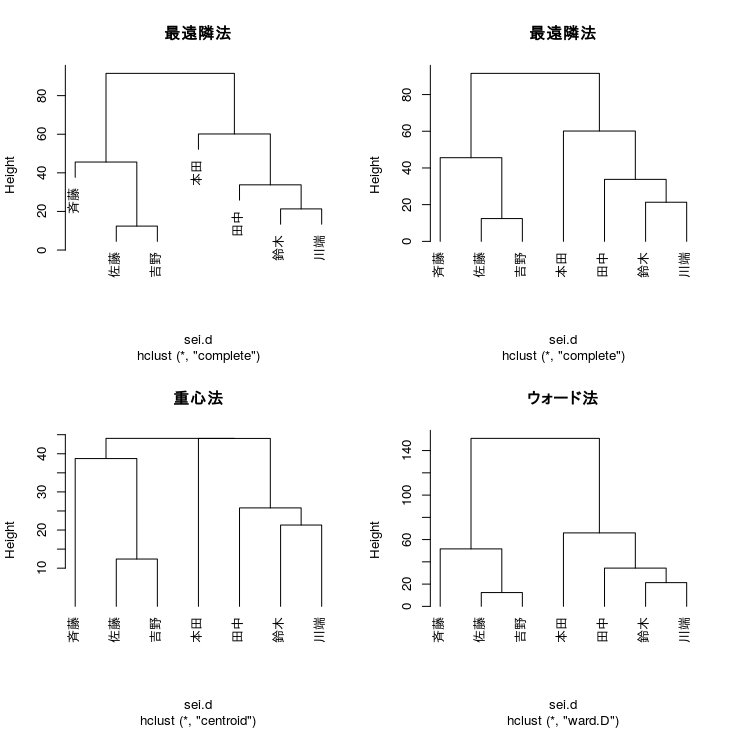 最遠隣法
Height
0 20 40 60 80
斉藤
佐藤
吉野
本田
田中
鈴木
川端
sei.d
hclust (*, "complete")
最遠隣法
Height
0 20 40 60 80
斉藤
佐藤
吉野
本田
田中
鈴木
川端
sei.d
hclust (*, "complete")
重心法
Height
10 20 30 40
斉藤
佐藤
吉野
本田
田中
鈴木
川端
sei.d
hclust (*, "centroid")
ウォード法
Height
0 20 60 100 140
斉藤
佐藤
吉野
本田
田中
鈴木
川端
sei.d
hclust (*, "ward.D")